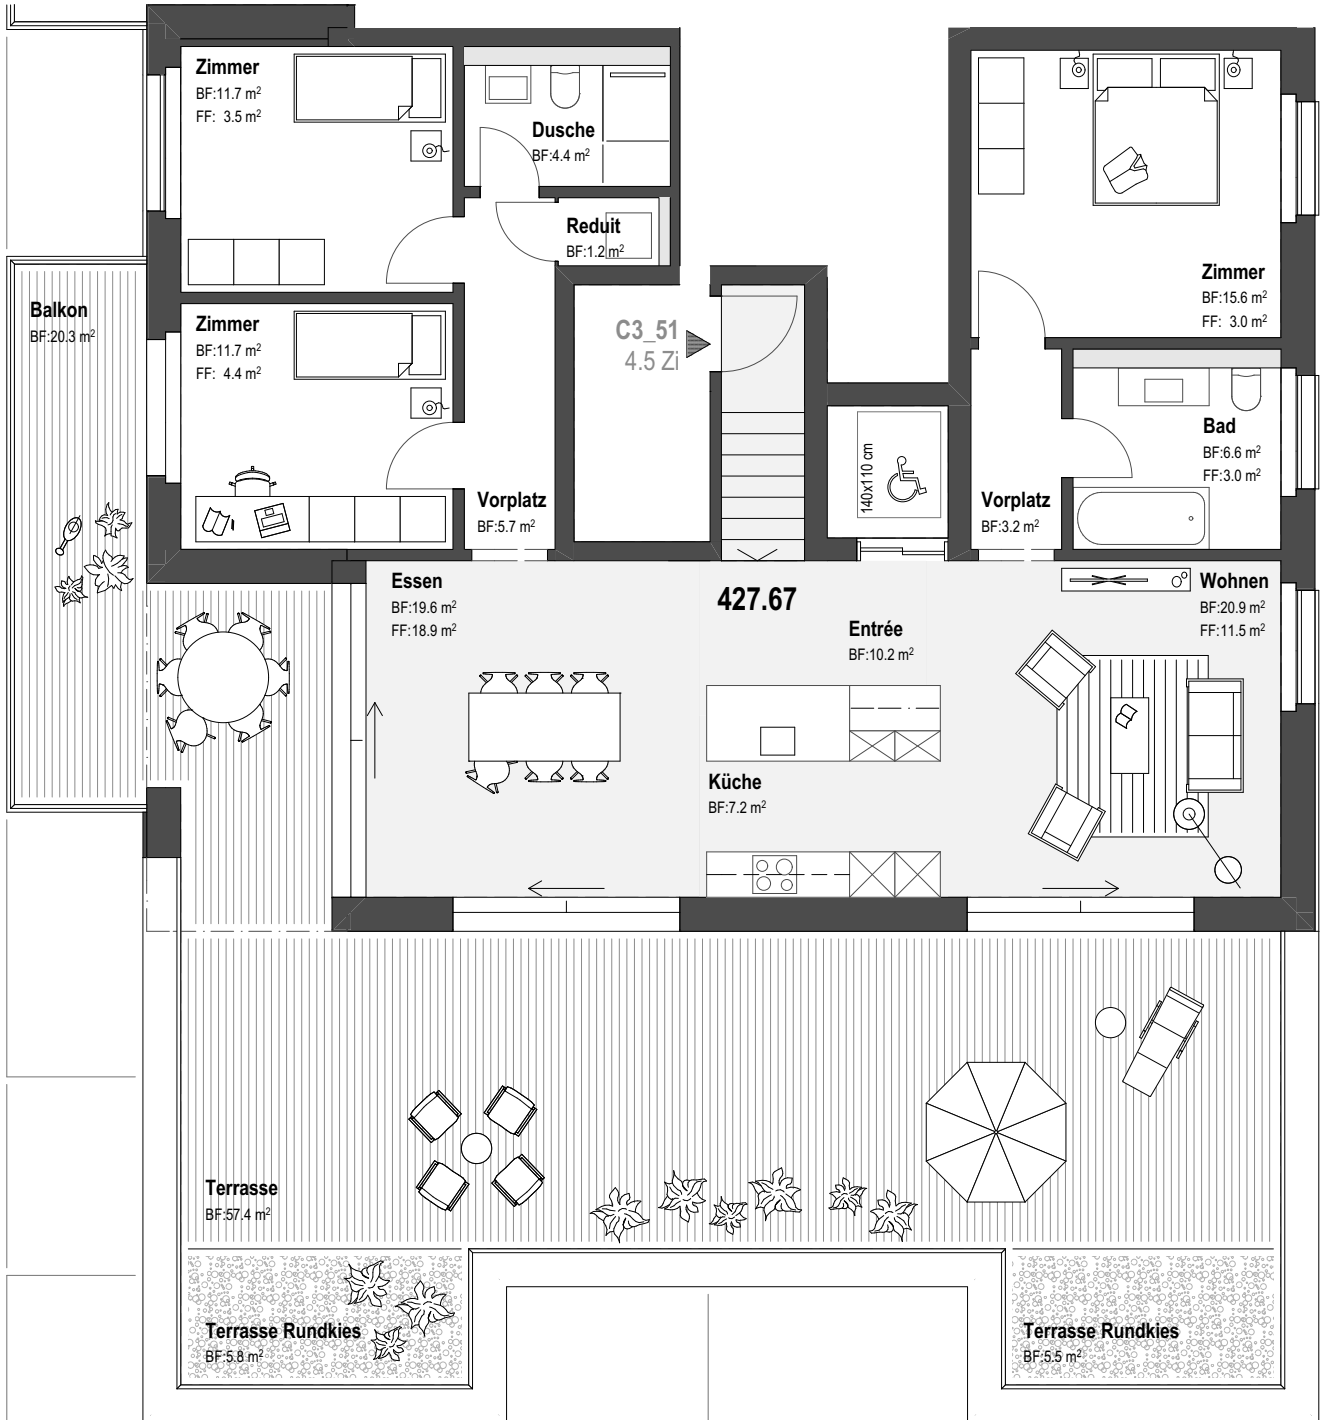 Zimmer
BF:11.7 m²
FF: 3.5 m²
Dusche
BF:4.4 m²
Reduit
BF:1.2 m²
Zimmer
BF:15.6 m²
FF: 3.0 m²
Balkon
BF:20.3 m²
Zimmer
BF:11.7 m²
FF: 4.4 m²
C3_51
4.5 Zi
Bad
BF:6.6 m²
FF:3.0 m²
140x110 cm
Vorplatz
BF:5.7 m²
Vorplatz
BF:3.2 m²
Essen
BF:19.6 m²
FF:18.9 m²
427.67
Entrée
BF:10.2 m²
Wohnen
BF:20.9 m²
FF:11.5 m²
Küche
BF:7.2 m²
Terrasse
BF:57.4 m²
Terrasse Rundkies
BF:5.8 m²
Terrasse Rundkies
BF:5.5 m²